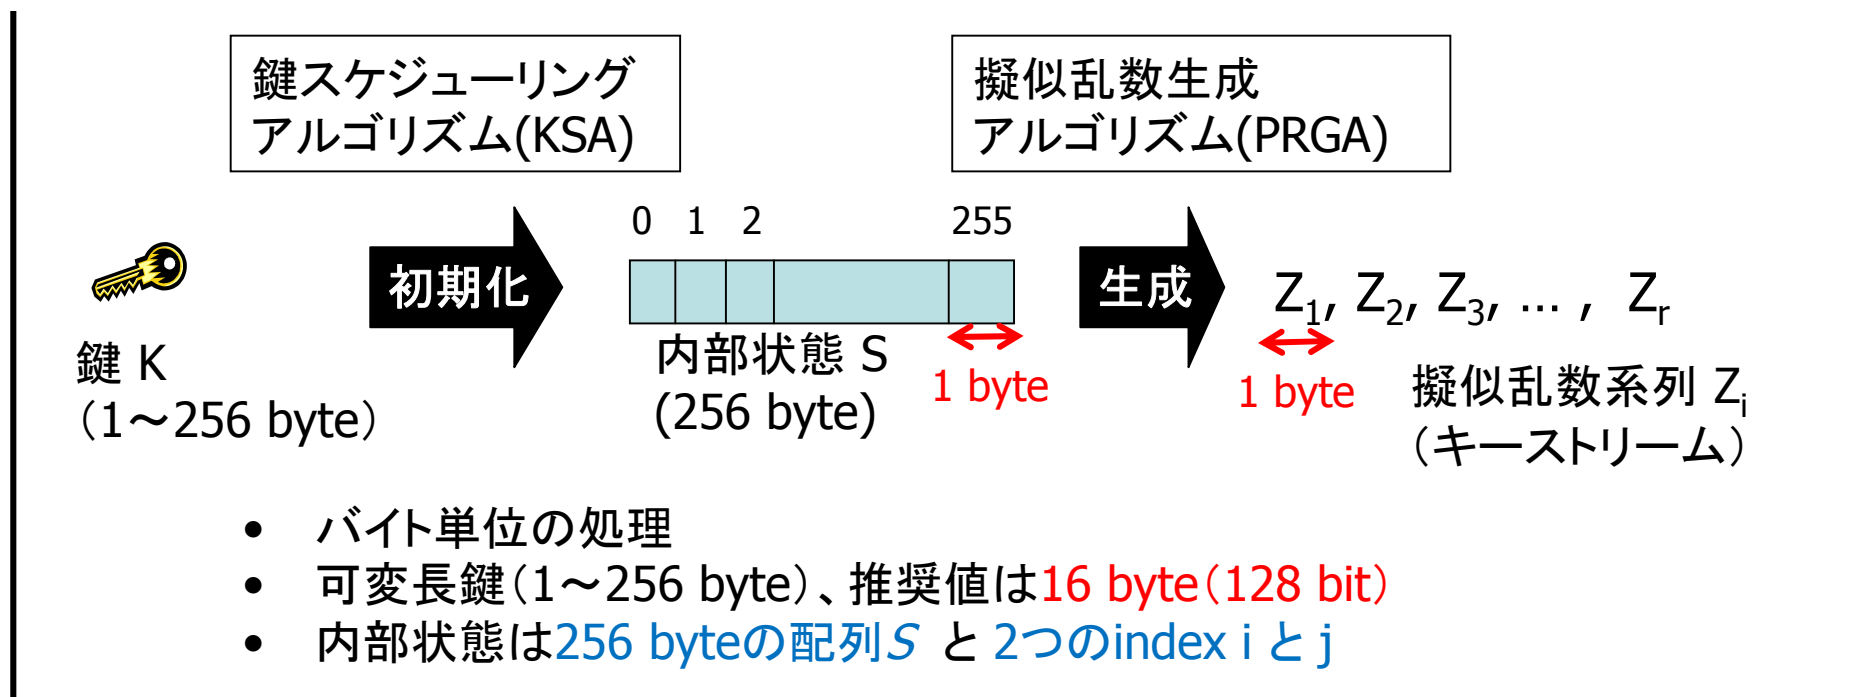 鍵スケジューリング
アルゴリズム(KSA)
擬似乱数生成
アルゴリズム(PRGA)
0 1 2 255
初期化
生成
Z1, Z2, Z3, … , Zr
鍵 K
（1～256 byte）
内部状態 S
(256 byte)
1 byte
1 byte
擬似乱数系列 Zi
（キーストリーム）
• バイト単位の処理
• 可変長鍵（1～256 byte）、推奨値は16 byte（128 bit）
• 内部状態は256 byteの配列S と 2つのindex i と j